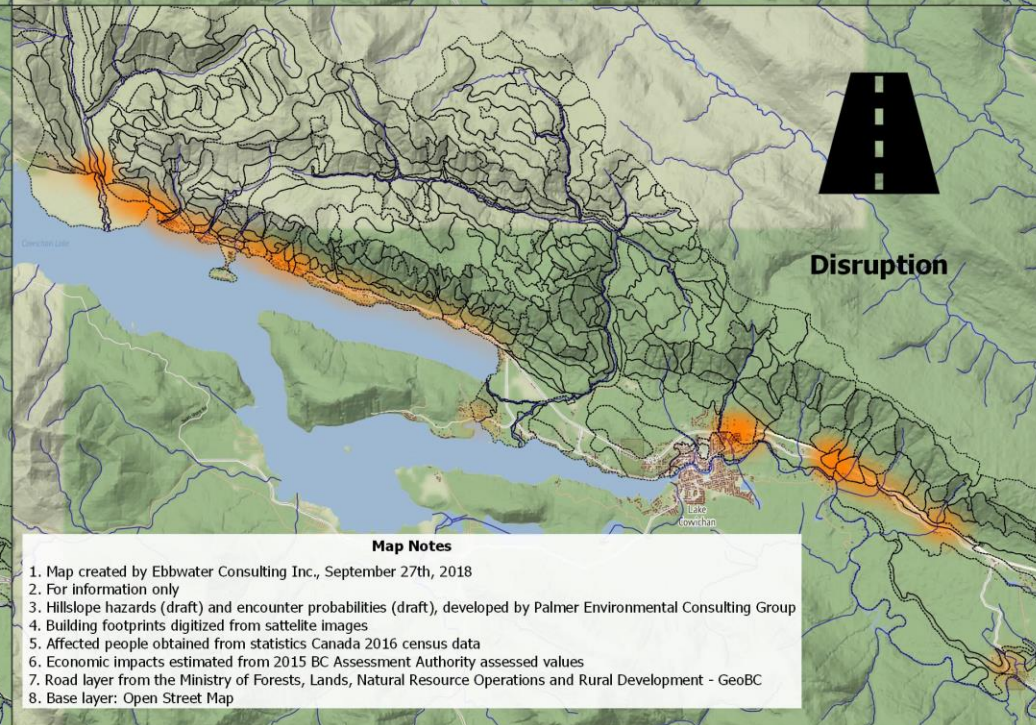 Cowichan Lake
Disruption
Lake
Cowichan
Map Notes
1. Map created by Ebbwater Consulting Inc., September 27th, 2018
2. For information only
3. Hillslope hazards (draft) and encounter probabilities (draft), developed by Palmer Environmental Consulting Group
4. Building footprints digitized from sattelite images
5. Affected people obtained from statistics Canada 2016 census data
6. Economic impacts estimated from 2015 BC Assessment Authority assessed values
7. Road layer from the Ministry of Forests, Lands, Natural Resource Operations and Rural Development - GeoBC
8. Base layer: Open Street Map